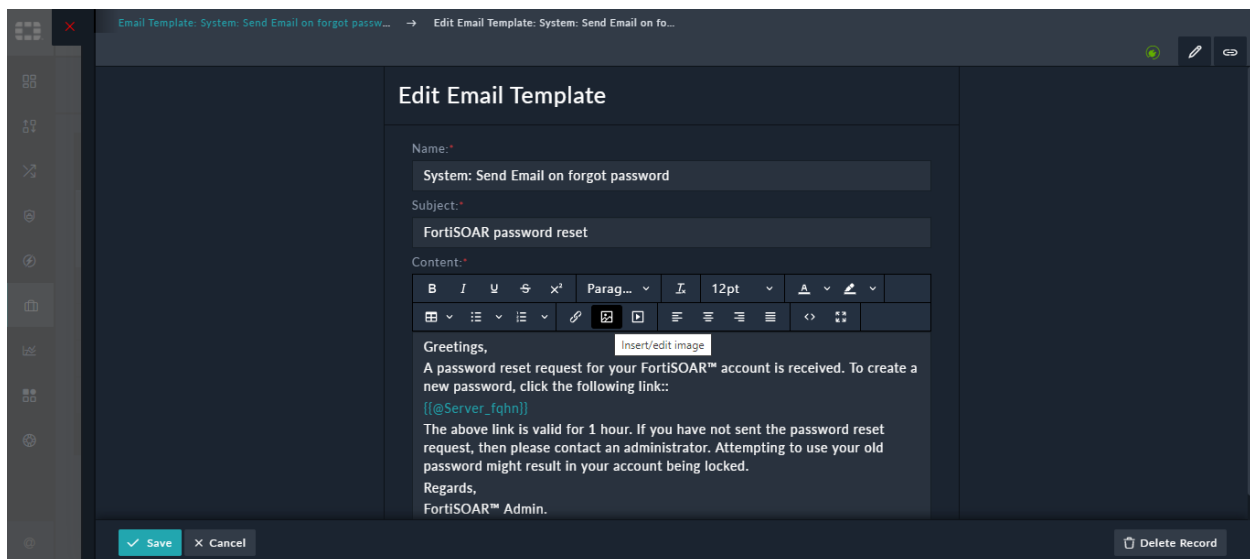 Email Template: System: Send Email on forgot passw... → Edit Email Template: System: Send Email on fo...
Edit Email Template
Name:*
System: Send Email on forgot password
Subject:*
FortiSOAR password reset
Content:*
B I U S x² Parag... Tx 12pt A
Insert/edit image
Greetings,
A password reset request for your FortiSOAR™ account is received. To create a
new password, click the following link::
{[@Server_fqhn]}
The above link is valid for 1 hour. If you have not sent the password reset
request, then please contact an administrator. Attempting to use your old
password might result in your account being locked.
Regards,
FortiSOAR™ Admin.
Save Cancel Delete Record